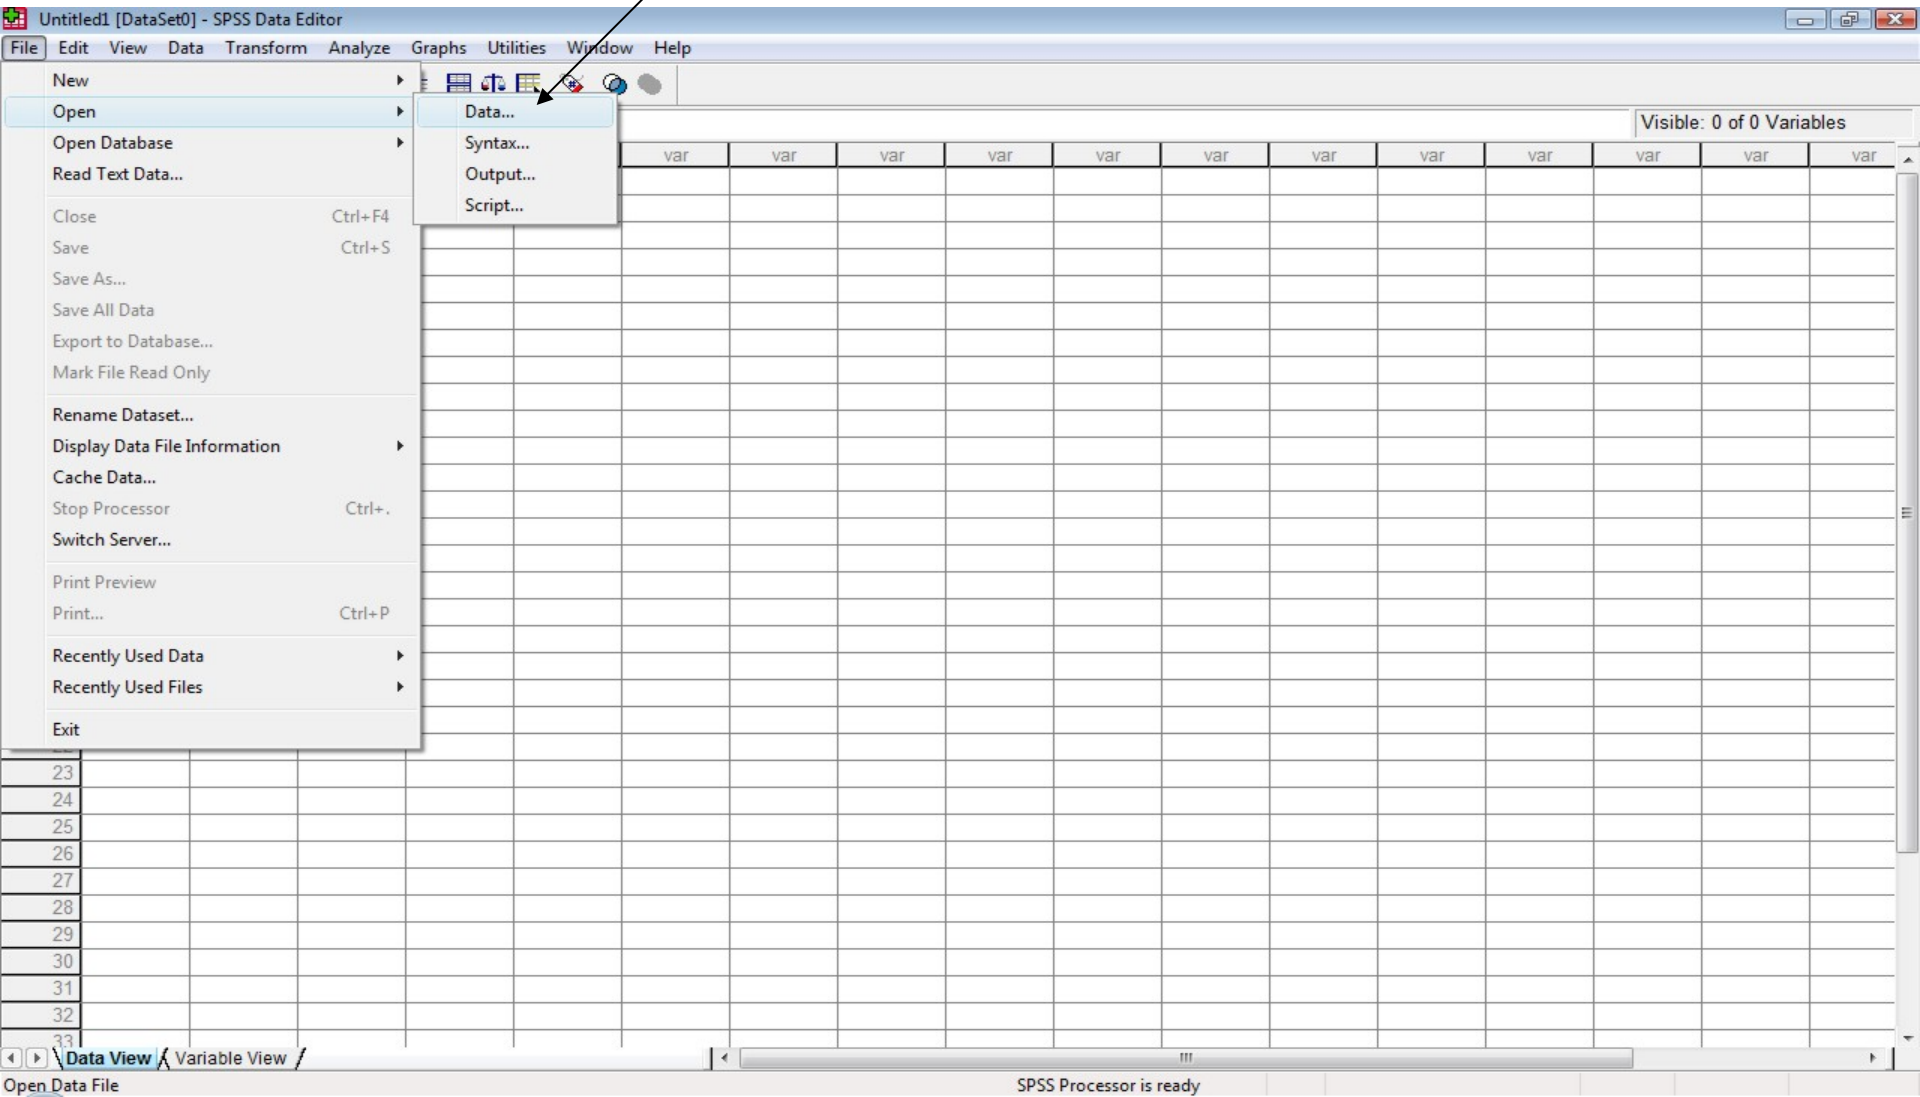 Untitled1 [DataSet0] - SPSS Data Editor
File Edit View Data Transform Analyze Graphs Utilities Window Help
New
Open
Data...
Visible: 0 of 0 Variables
Open Database
Syntax...
var var var var var var var var var var var var
Read Text Data...
Output...
Script...
Close Ctrl+F4
Save Ctrl+S
Save As...
Save All Data
Export to Database...
Mark File Read Only
Rename Dataset...
Display Data File Information
Cache Data...
Stop Processor Ctrl+.
Switch Server...
Print Preview
Print... Ctrl+P
Recently Used Data
Recently Used Files
Exit
23
24
25
26
27
28
29
30
31
32
33
Data View Variable View
Open Data File SPSS Processor is ready